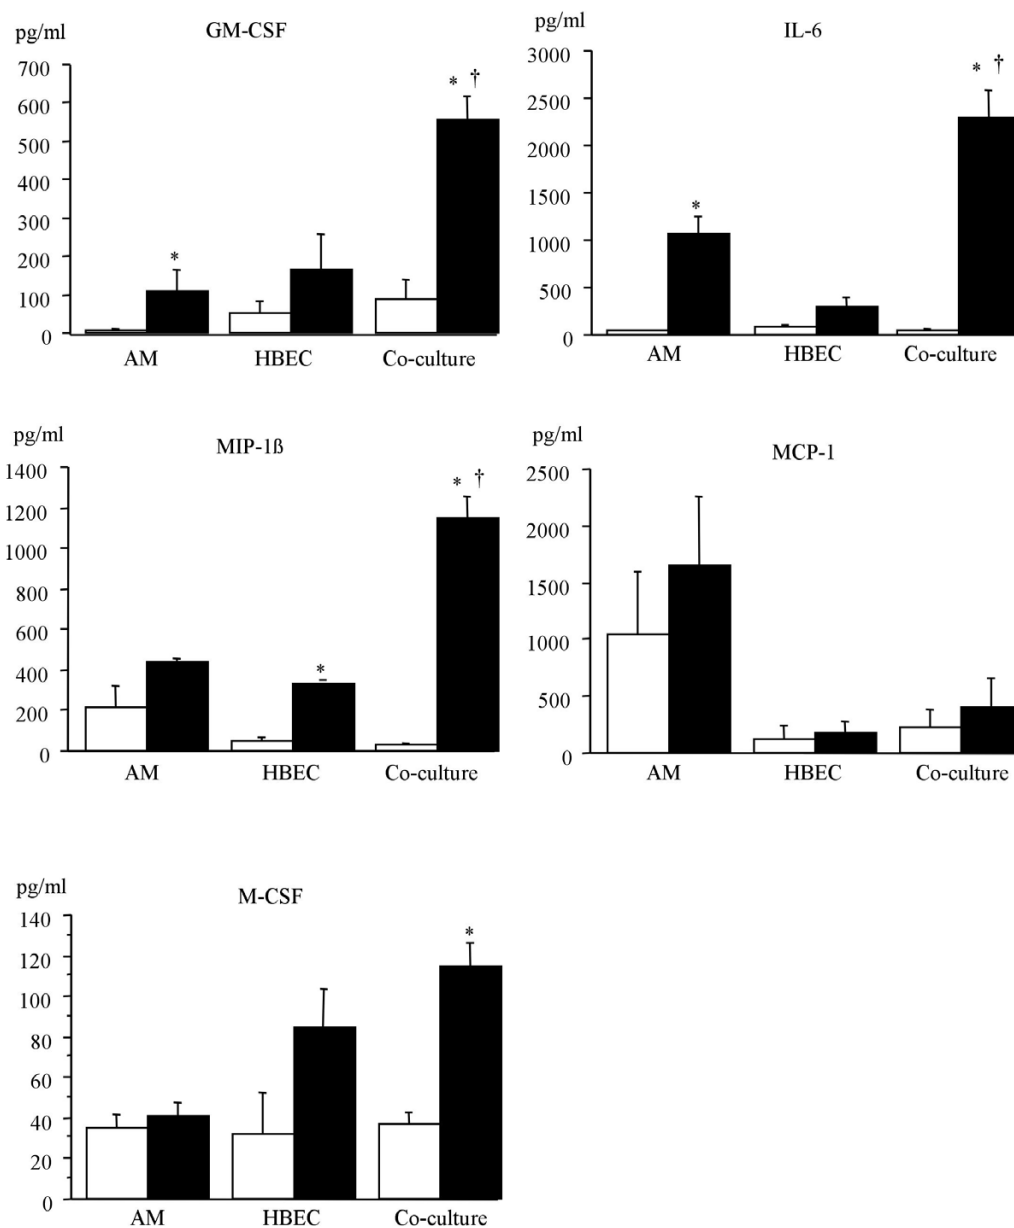 pg/ml
GM-CSF
700
600
500
400
300
200
100
0
*
* †
AM
HBEC
Co-culture
pg/ml
IL-6
3000
2500
2000
1500
1000
500
0
*
* †
AM
HBEC
Co-culture
pg/ml
MIP-1ß
1400
1200
1000
800
600
400
200
0
*
* †
AM
HBEC
Co-culture
pg/ml
MCP-1
2500
2000
1500
1000
500
0
AM
HBEC
Co-culture
pg/ml
M-CSF
140
120
100
80
60
40
20
0
*
AM
HBEC
Co-culture